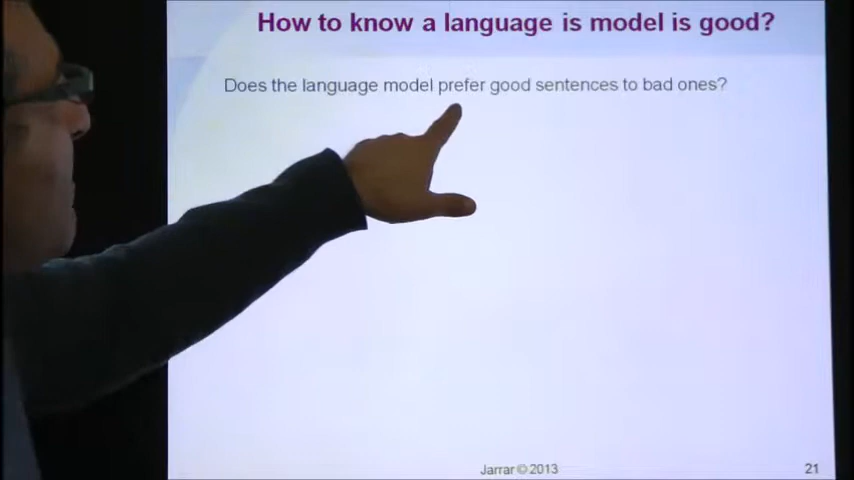 How to know a language is model is good?
Does the language model prefer good sentences to bad ones?
Jarrar © 2013
21